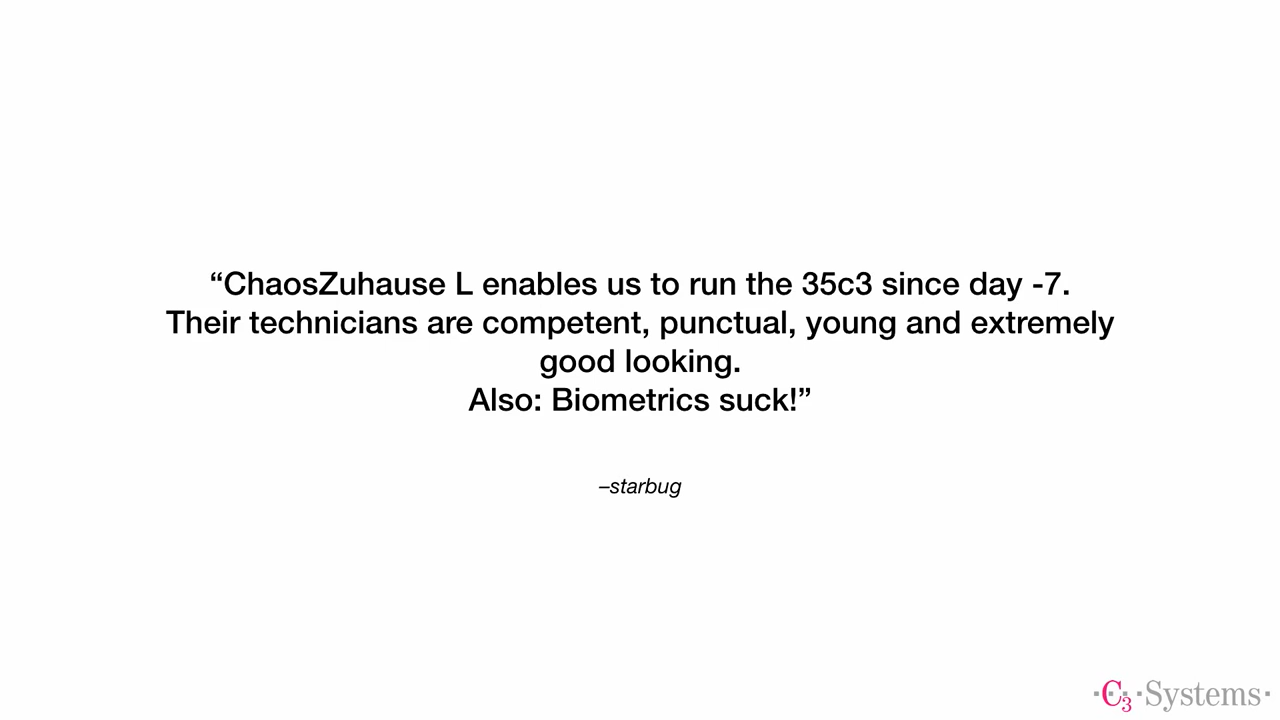 “ChaosZuhause L enables us to run the 35c3 since day -7.
Their technicians are competent, punctual, young and extremely
good looking.
Also: Biometrics suck!”
–starbug
·C3·Systems·